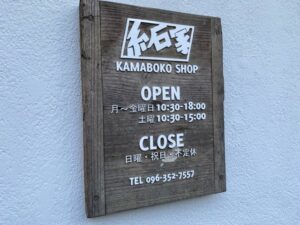 KAMABOKO SHOP
OPEN
月～金曜日 10:30-18:00
土曜 10:30-15:00
CLOSE
日曜・祝日・不定休
TEL 096-352-7557